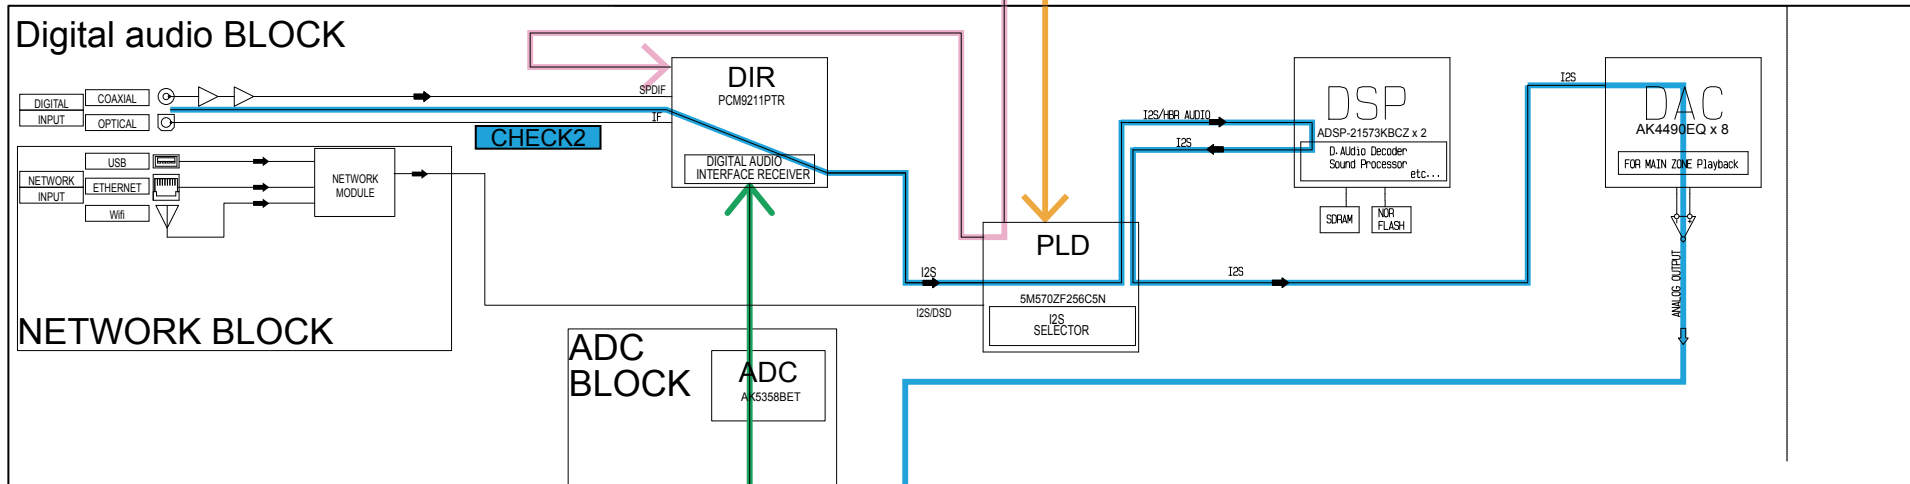 Digital audio BLOCK
DIGITAL
INPUT
COAXIAL
OPTICAL
SPDIF
IF
CHECK2
DIR
PCM9211PTR
DIGITAL AUDIO
INTERFACE RECEIVER
NETWORK
INPUT
USB
ETHERNET
Wifi
NETWORK
MODULE
NETWORK BLOCK
ADC
BLOCK
ADC
AK5358BET
I2S
I2S/DSD
PLD
5M570ZF256C5N
I2S
SELECTOR
I2S/HBR AUDIO
I2S
I2S
DSP
ADSP-21573KBCZ x 2
D.AUdio Decoder
Sound Processor
etc...
SDRAM
NOR
FLASH
I2S
DAC
AK4490EQ x 8
FOR MAIN ZONE Playback
ANALOG OUTPUT